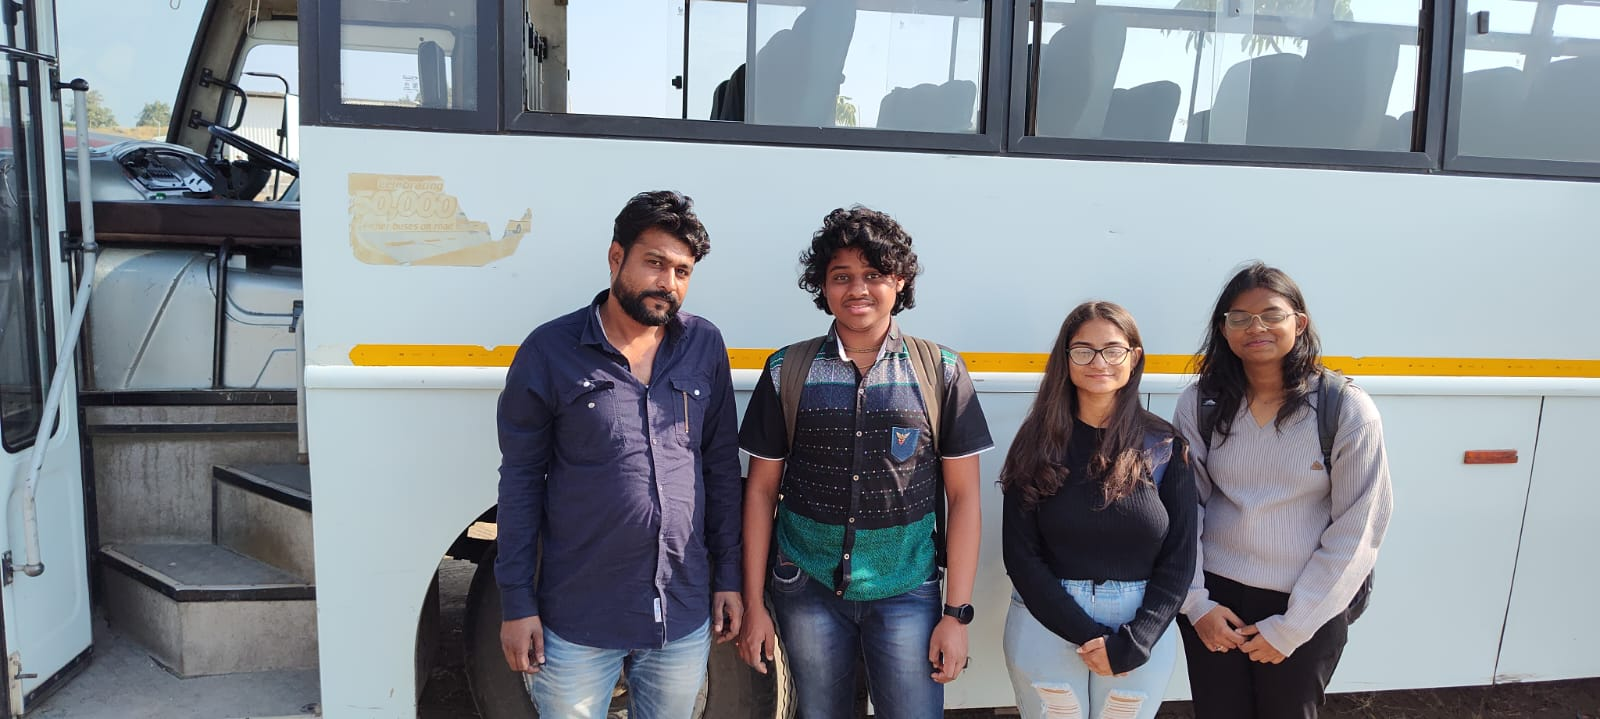 celebrating
50,000
buses on road